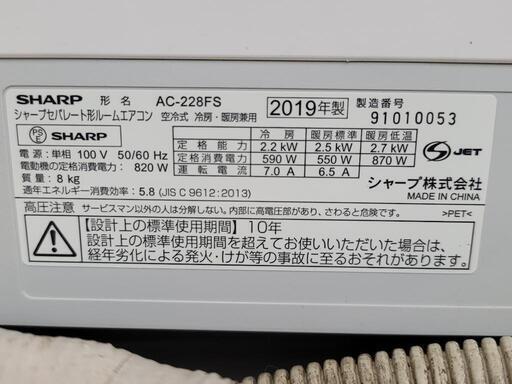 SHARP 形名 AC-228FS 2019年製 製造番号
シャープセパレート形ルームエアコン 空冷式 冷房・暖房兼用 91010053
PS E SHARP
冷房 暖房標準 暖房低温
定格能力 2.2 kW 2.5 kW 2.7 kW
電源:単相 100 V 50/60 Hz 定格消費電力 590 W 550 W 870 W
電動機の定格消費電力: 820 W 運転電流 7.0 A 6.5 A
S JET
質量:8 kg シャープ株式会社
通年エネルギー消費効率:5.8 (JIS C 9612:2013) MADE IN CHINA
高圧注意 サービスマン以外の人は分解しないで。内部に高電圧部があり、さわると危険です。 >PET<
【設計上の標準使用期間】10年
設計上の標準使用期間を超えてお使いいただいた場合は、
経年劣化による発火・けが等の事故に至るおそれがあります。